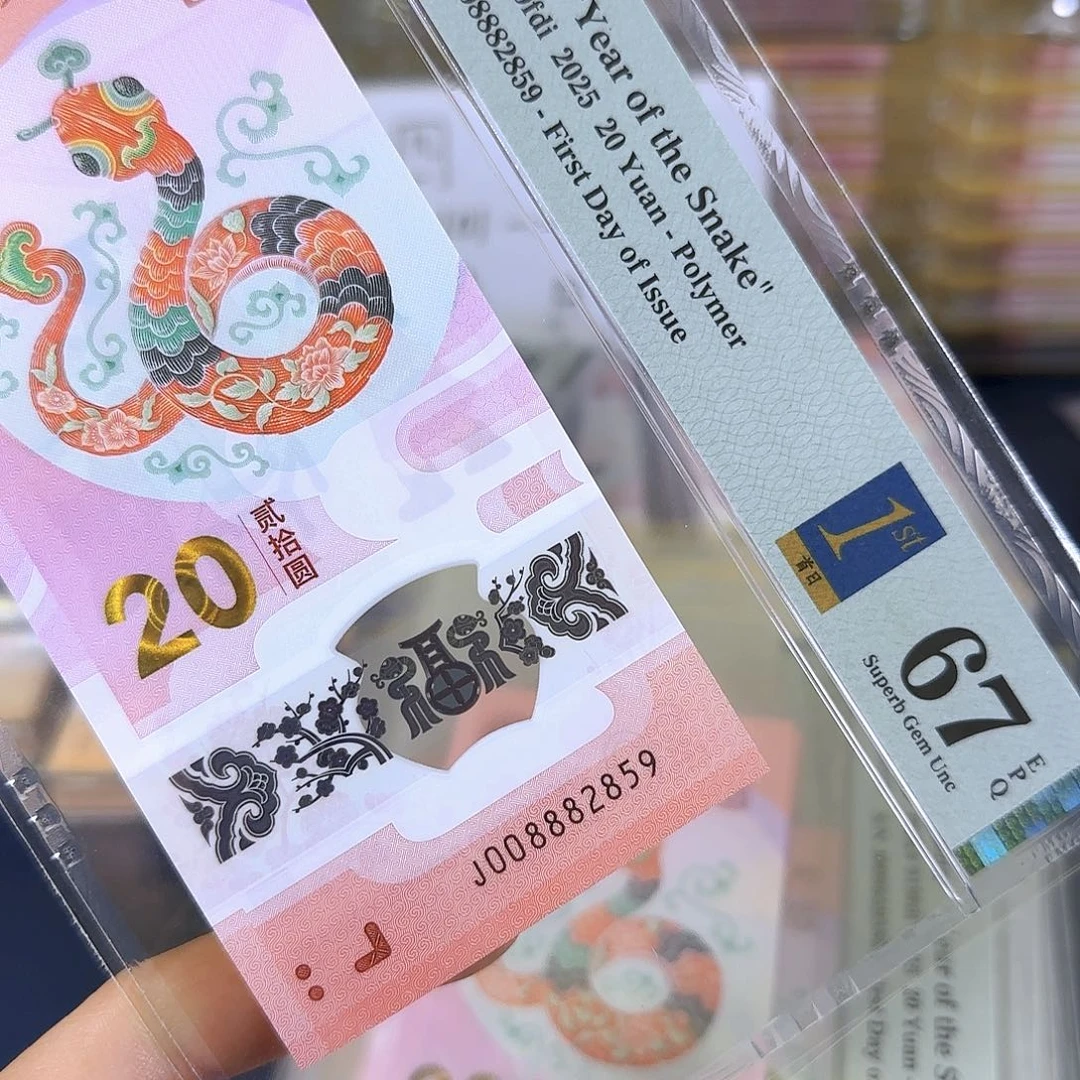 Year of the Snake"
2025 20 Yuan - Polymer
08882859 - First Day of Issue
1st
首日
67
EPQ
Superb Gem Unc
20
贰拾圆
J008882859